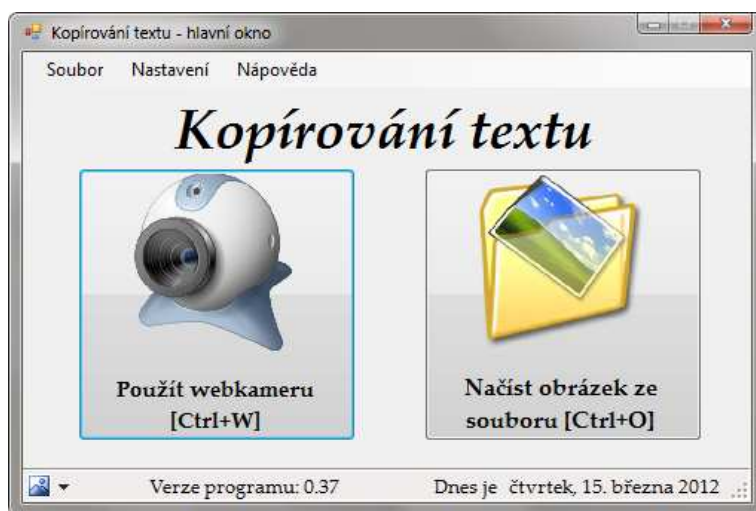 Kopírování textu - hlavní okno
Soubor Nastavení Nápověda
Kopírování textu
Použít webkameru
[Ctrl+W]
Načíst obrázek ze
souboru [Ctrl+O]
Verze programu: 0.37 Dnes je čtvrtek, 15. března 2012